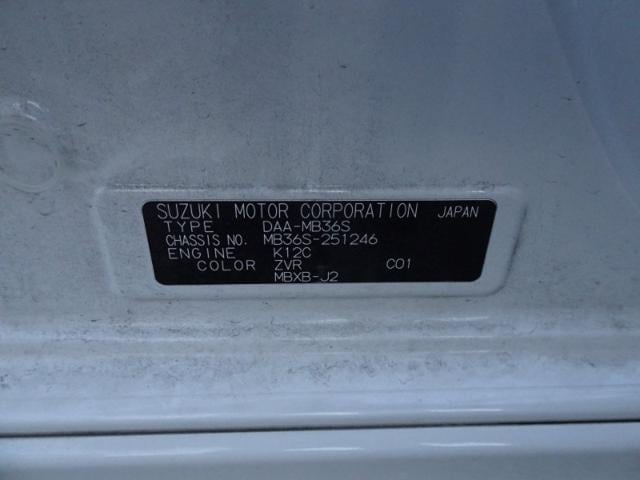 SUZUKI MOTOR CORPORATION JAPAN
TYPE DAA-MB36S
CHASSIS NO. MB36S-251246
ENGINE K12C
COLOR ZVR C01
MBXB-J2